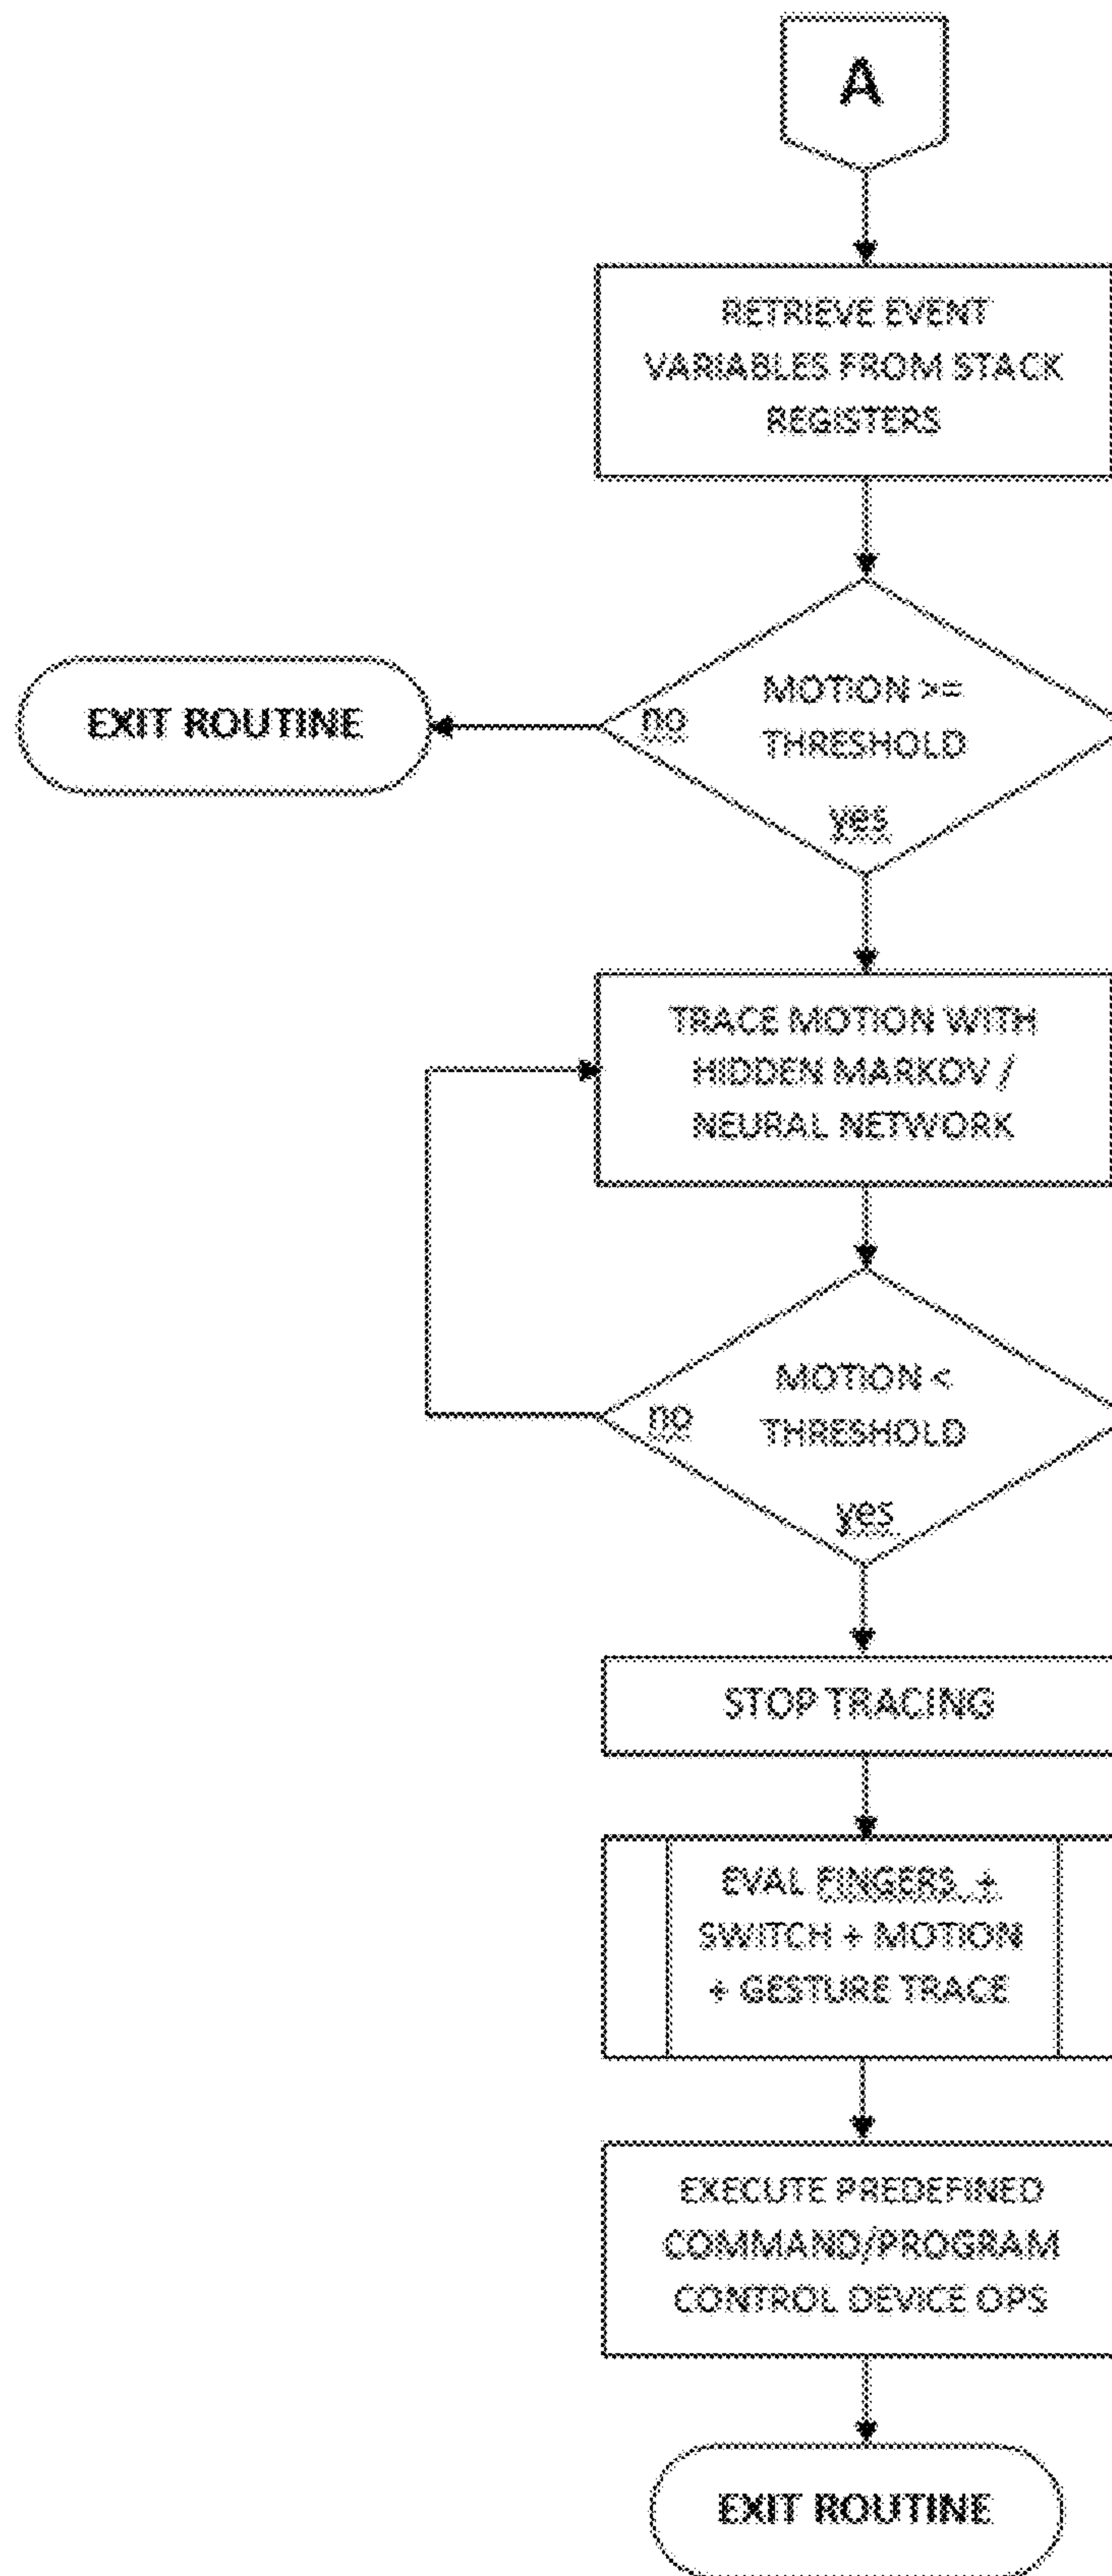 A
RETRIEVE EVENT
VARIABLES FROM STACK
REGISTERS
MOTION >=
THRESHOLD
no
yes
EXIT ROUTINE
TRACE MOTION WITH
HIDDEN MARKOV /
NEURAL NETWORK
MOTION <
THRESHOLD
no
yes
STOP TRACING
EVAL FINGERS +
SWITCH + MOTION
+ GESTURE TRACE
EXECUTE PREDEFINED
COMMAND/PROGRAM
CONTROL DEVICE OPS
EXIT ROUTINE